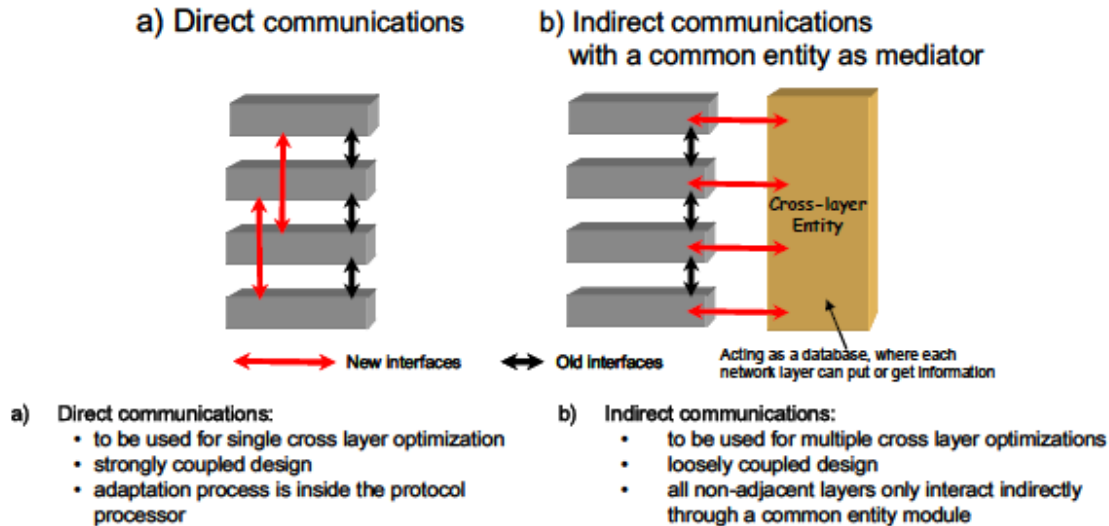 a) Direct communications
b) Indirect communications
with a common entity as mediator
Cross-layer
Entity
New interfaces
Old interfaces
Acting as a database, where each
network layer can put or get information
a) Direct communications:
• to be used for single cross layer optimization
• strongly coupled design
• adaptation process is inside the protocol
processor
b) Indirect communications:
• to be used for multiple cross layer optimizations
• loosely coupled design
• all non-adjacent layers only interact indirectly
through a common entity module